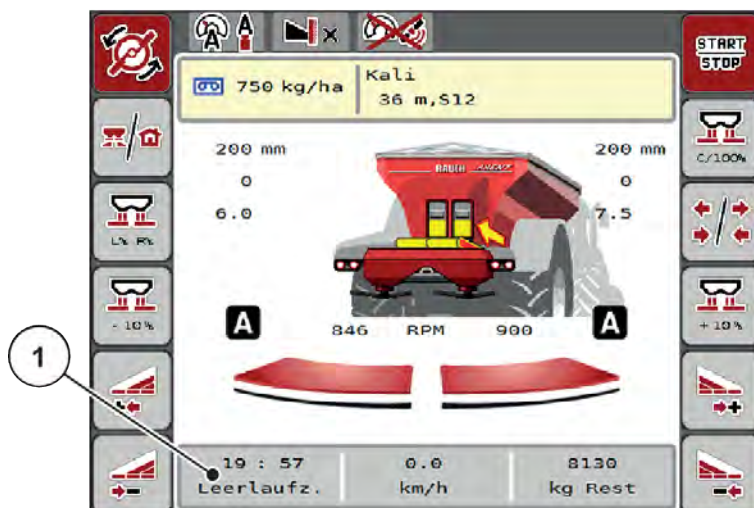 START
STOP
750 kg/ha
Kali
36 m,S12
200 mm
200 mm
0
0
6.0
7.5
RAUCH
C/100%
L% R%
- 10 %
+ 10 %
A
846 RPM 900
A
1
19 : 57
Leerlaufz.
0.0
km/h
8130
kg Rest